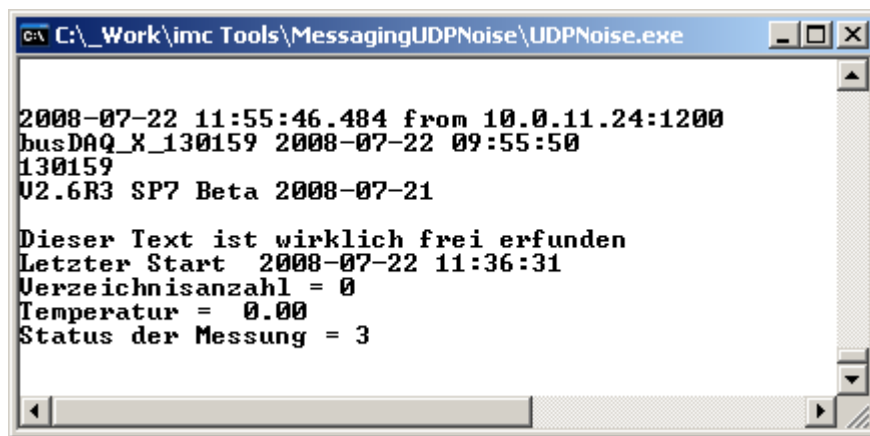 C:\_Work\imc Tools\MessagingUDPNoise\UDPNoise.exe
2008-07-22 11:55:46.484 from 10.0.11.24:1200
busDAQ_X_130159 2008-07-22 09:55:50
130159
V2.6R3 SP7 Beta 2008-07-21
Dieser Text ist wirklich frei erfunden
Letzter Start  2008-07-22 11:36:31
Verzeichnisanzahl = 0
Temperatur =  0.00
Status der Messung = 3